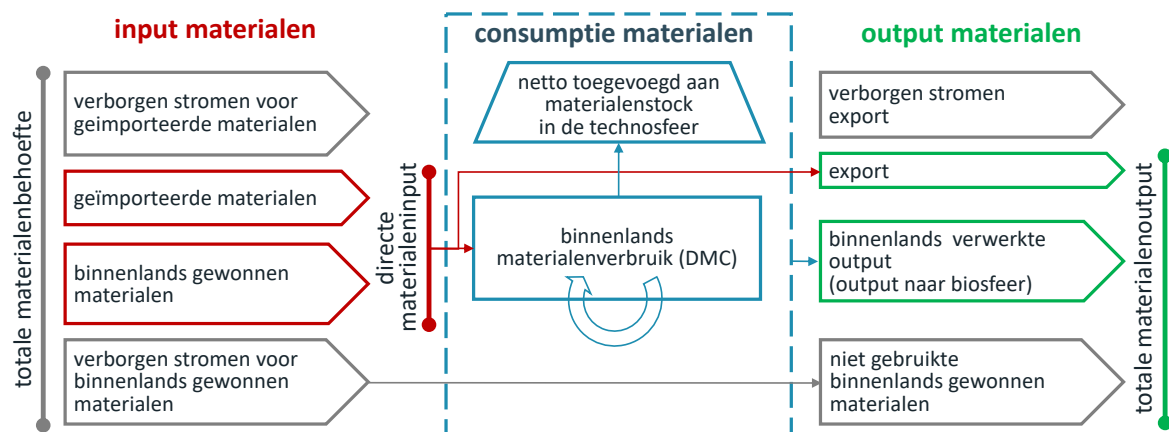 input materialen
consumptie materialen
output materialen
totale materialenbehoefte
verborgen stromen voor
geimporteerde materialen
geïmporteerde materialen
binnenlands gewonnen
materialen
verborgen stromen voor
binnenlands gewonnen
materialen
directe
materialeninput
netto toegevoegd aan
materialenstock
in de technosfeer
binnenlands
materialenverbruik (DMC)
verborgen stromen
export
export
binnenlands verwerkte
output
(output naar biosfeer)
niet gebruikte
binnenlands gewonnen
materialen
totale materialenoutput